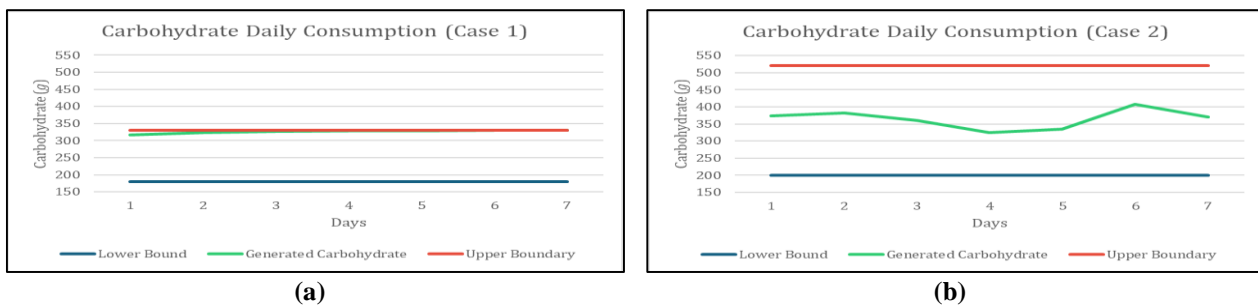 Carbohydrate Daily Consumption (Case 1)
Carbohydrate (g)
550
500
450
400
350
300
250
200
150
1 2 3 4 5 6 7
Days
Lower Bound Generated Carbohydrate Upper Boundary
(a)
Carbohydrate Daily Consumption (Case 2)
Carbohydrate (g)
550
500
450
400
350
300
250
200
150
1 2 3 4 5 6 7
Days
Lower Bound Generated Carbohydrate Upper Boundary
(b)